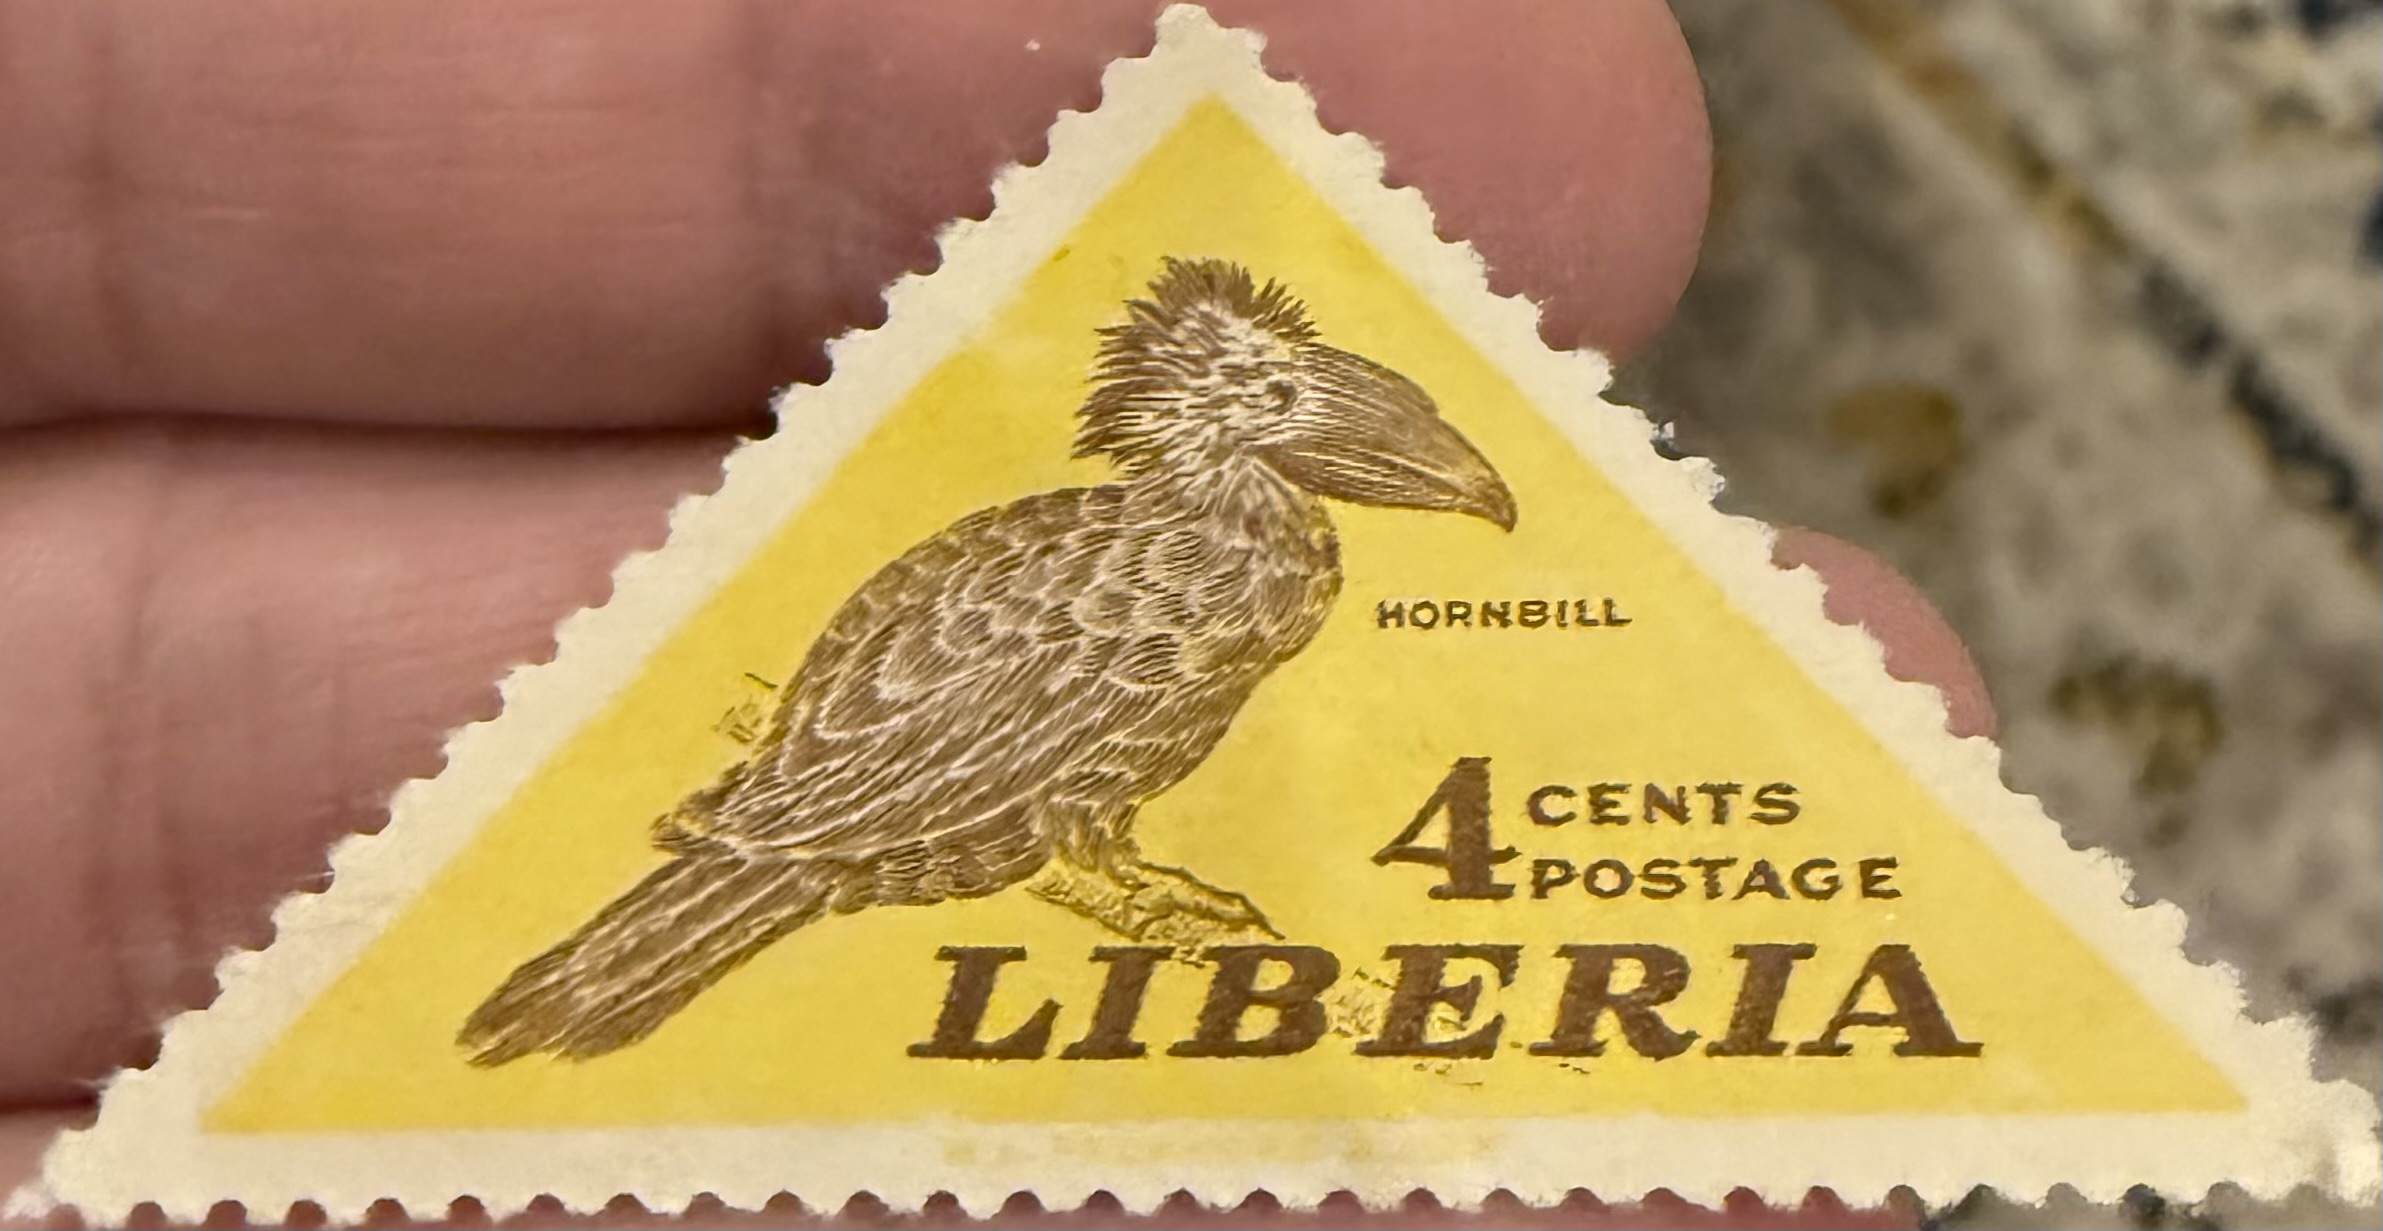 HORNBILL
4 CENTS
POSTAGE
LIBERIA